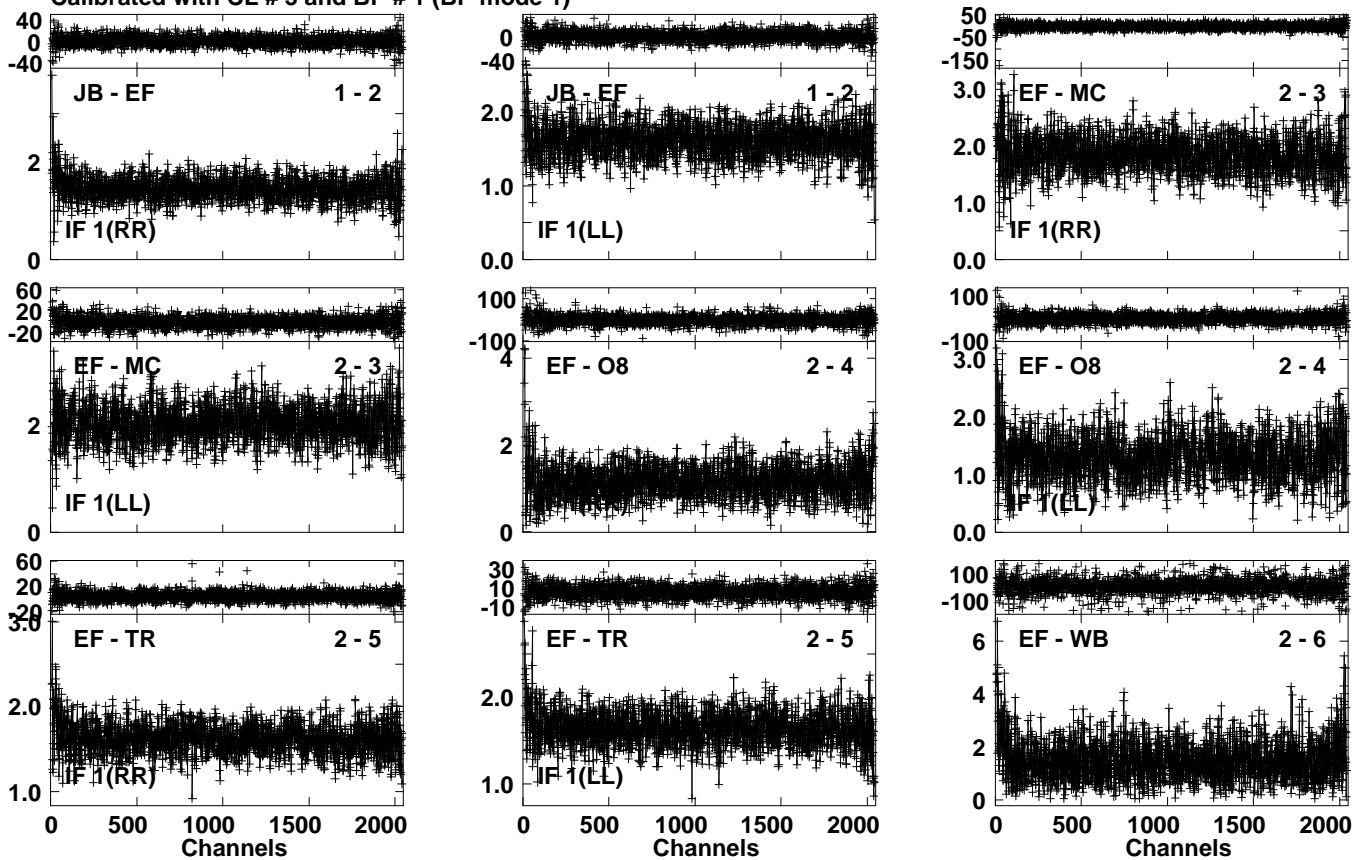 Calibrated with CL # 3 and BP # 1 (BP mode 1)
40
0
-40
JB - EF 1 - 2
2
IF 1(RR)
0
40
0
-40
JB - EF 1 - 2
2.0
1.0
IF 1(LL)
0.0
50
-50
-150
3.0
EF - MC 2 - 3
2.0
1.0
IF 1(RR)
0.0
60
20
-20
EF - MC 2 - 3
2
IF 1(LL)
0
100
-100
4
EF - O8 2 - 4
2
0
100
-100
3.0
EF - O8 2 - 4
2.0
1.0
IF 1(LL)
0.0
60
20
-20
3.0
EF - TR 2 - 5
2.0
IF 1(RR)
1.0
0 500 1000 1500 2000
Channels
30
10
-10
EF - TR 2 - 5
2.0
IF 1(LL)
1.0
0 500 1000 1500 2000
Channels
100
-100
EF - WB 2 - 6
6
4
2
0
0 500 1000 1500 2000
Channels